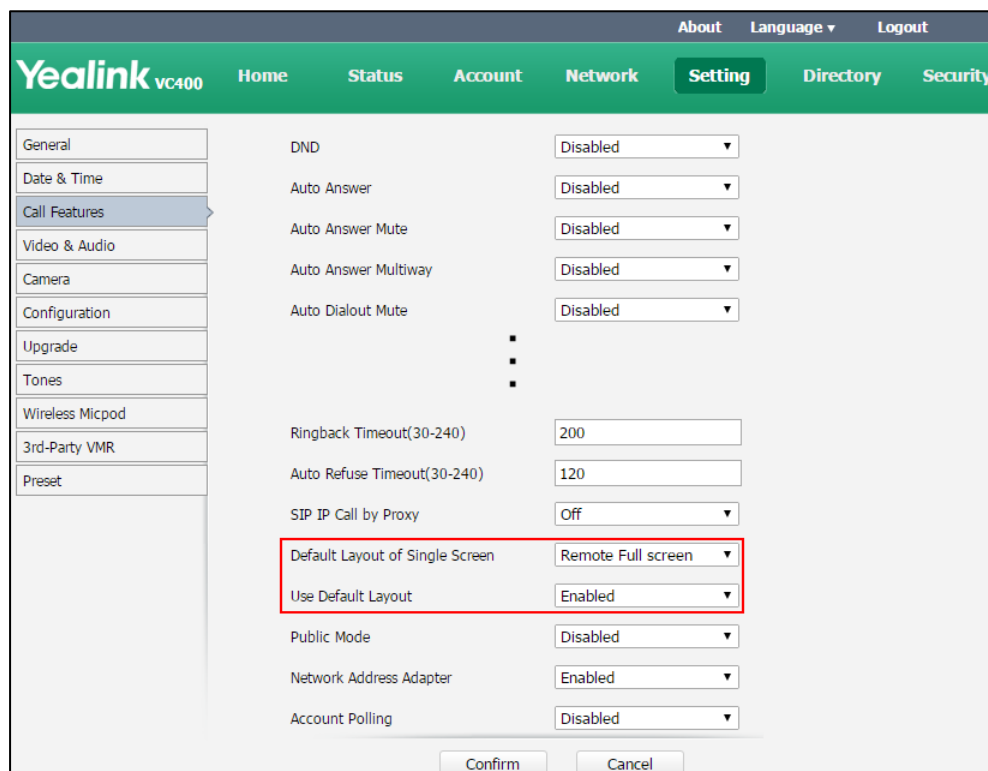 About Language ▾ Logout
Yealink VC400 Home Status Account Network Setting Directory Security
General
Date & Time
Call Features
Video & Audio
Camera
Configuration
Upgrade
Tones
Wireless Micpod
3rd-Party VMR
Preset
DND Disabled
Auto Answer Disabled
Auto Answer Mute Disabled
Auto Answer Multiway Disabled
Auto Dialout Mute Disabled
Ringback Timeout(30-240) 200
Auto Refuse Timeout(30-240) 120
SIP IP Call by Proxy Off
Default Layout of Single Screen Remote Full screen
Use Default Layout Enabled
Public Mode Disabled
Network Address Adapter Enabled
Account Polling Disabled
Confirm Cancel